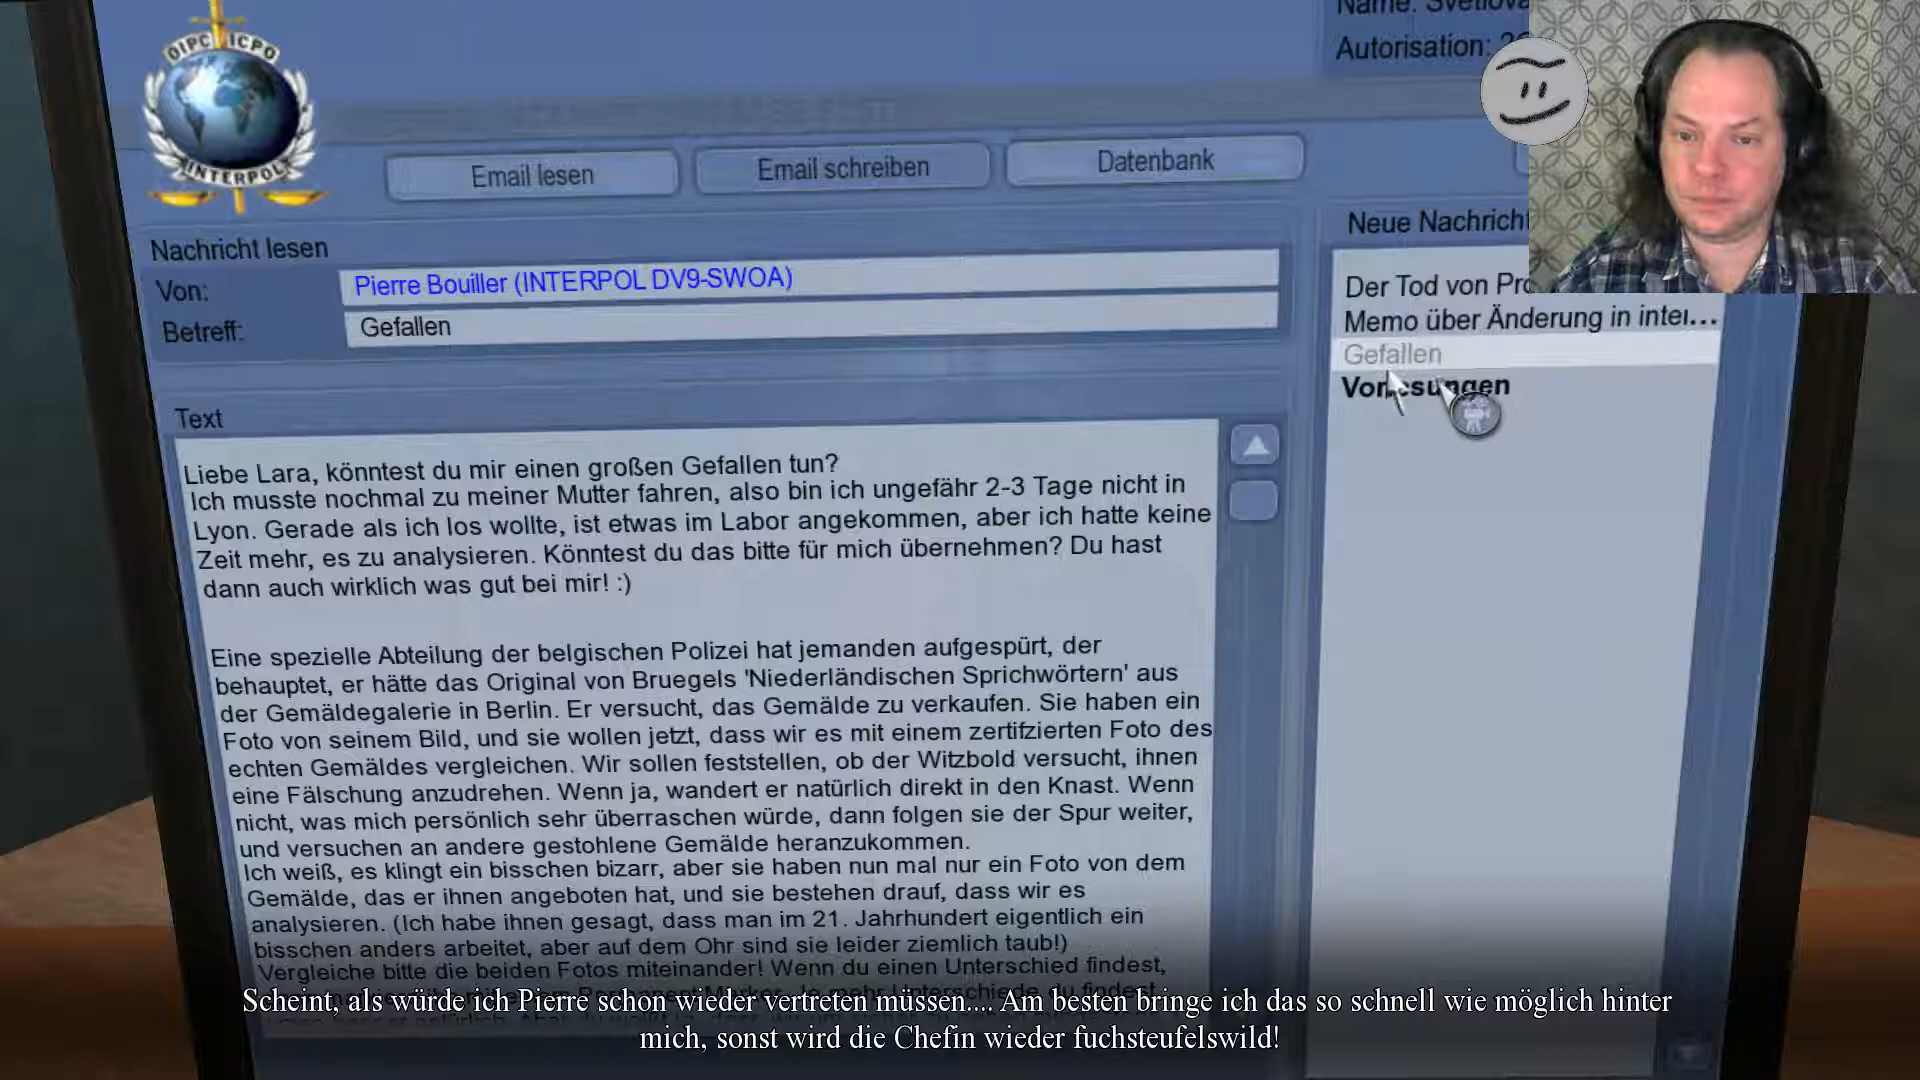 Name: Svetlova
OIPC ICPO
Autorisation:
INTERPOL
Email lesen
Email schreiben
Datenbank
Nachricht lesen
Neue Nachricht
Von:
Pierre Bouiller (INTERPOL DV9-SWOA)
Betreff:
Gefallen
Der Tod von
Memo über Änderung in inter...
Gefallen
Vorlesungen
Text
Liebe Lara, könntest du mir einen großen Gefallen tun?
Ich musste nochmal zu meiner Mutter fahren, also bin ich ungefähr 2-3 Tage nicht in
Lyon. Gerade als ich los wollte, ist etwas im Labor angekommen, aber ich hatte keine
Zeit mehr, es zu analysieren. Könntest du das bitte für mich übernehmen? Du hast
dann auch wirklich was gut bei mir! :)
Eine spezielle Abteilung der belgischen Polizei hat jemanden aufgespürt, der
behauptet, er hätte das Original von Bruegels 'Niederländischen Sprichwörtern' aus
der Gemäldegalerie in Berlin. Er versucht, das Gemälde zu verkaufen. Sie haben ein
Foto von seinem Bild, und sie wollen jetzt, dass wir es mit einem zertifzierten Foto des
echten Gemäldes vergleichen. Wir sollen feststellen, ob der Witzbold versucht, ihnen
eine Fälschung anzudrehen. Wenn ja, wandert er natürlich direkt in den Knast. Wenn
nicht, was mich persönlich sehr überraschen würde, dann folgen sie der Spur weiter,
und versuchen an andere gestohlene Gemälde heranzukommen.
Ich weiß, es klingt ein bisschen bizarr, aber sie haben nun mal nur ein Foto von dem
Gemälde, das er ihnen angeboten hat, und sie bestehen drauf, dass wir es
analysieren. (Ich habe ihnen gesagt, dass man im 21. Jahrhundert eigentlich ein
bisschen anders arbeitet, aber auf dem Ohr sind sie leider ziemlich taub!)
Vergleiche bitte die beiden Fotos miteinander! Wenn du einen Unterschied findest,
Scheint, als würde ich Pierre schon wieder vertreten müssen.... Am besten bringe ich das so schnell wie möglich hinter
mich, sonst wird die Chefin wieder fuchsteufelswild!